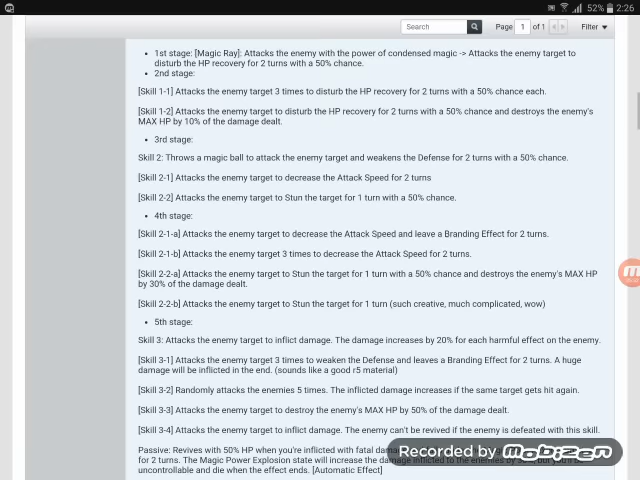 52% 2:26
Search Page 1 of 1 Filter
1st stage: [Magic Ray]: Attacks the enemy with the power of condensed magic -> Attacks the enemy target to
disturb the HP recovery for 2 turns with a 50% chance.
2nd stage:
[Skill 1-1] Attacks the enemy target 3 times to disturb the HP recovery for 2 turns with a 50% chance each.
[Skill 1-2] Attacks the enemy target to disturb the HP recovery for 2 turns with a 50% chance and destroys the enemy's
MAX HP by 10% of the damage dealt.
3rd stage:
Skill 2: Throws a magic ball to attack the enemy target and weakens the Defense for 2 turns with a 50% chance.
[Skill 2-1] Attacks the enemy target to decrease the Attack Speed for 2 turns
[Skill 2-2] Attacks the enemy target to Stun the target for 1 turn with a 50% chance.
4th stage:
[Skill 2-1-a] Attacks the enemy target to decrease the Attack Speed and leave a Branding Effect for 2 turns.
[Skill 2-1-b] Attacks the enemy target 3 times to decrease the Attack Speed for 2 turns.
[Skill 2-2-a] Attacks the enemy target to Stun the target for 1 turn with a 50% chance and destroys the enemy's MAX HP
by 30% of the damage dealt.
[Skill 2-2-b] Attacks the enemy target to Stun the target for 1 turn (such creative, much complicated, wow)
5th stage:
Skill 3: Attacks the enemy target to inflict damage. The damage increases by 20% for each harmful effect on the enemy.
[Skill 3-1] Attacks the enemy target 3 times to weaken the Defense and leaves a Branding Effect for 2 turns. A huge
damage will be inflicted in the end. (sounds like a good r5 material)
[Skill 3-2] Randomly attacks the enemies 5 times. The inflicted damage increases if the same target gets hit again.
[Skill 3-3] Attacks the enemy target to destroy the enemy's MAX HP by 50% of the damage dealt.
[Skill 3-4] Attacks the enemy target to inflict damage. The enemy can't be revived if the enemy is defeated with this skill.
Passive: Revives with 50% HP when you're inflicted with fatal
for 2 turns. The Magic Power Explosion state will increase the
uncontrollable and die when the effect ends. [Automatic Effect]
Recorded by Mobizen